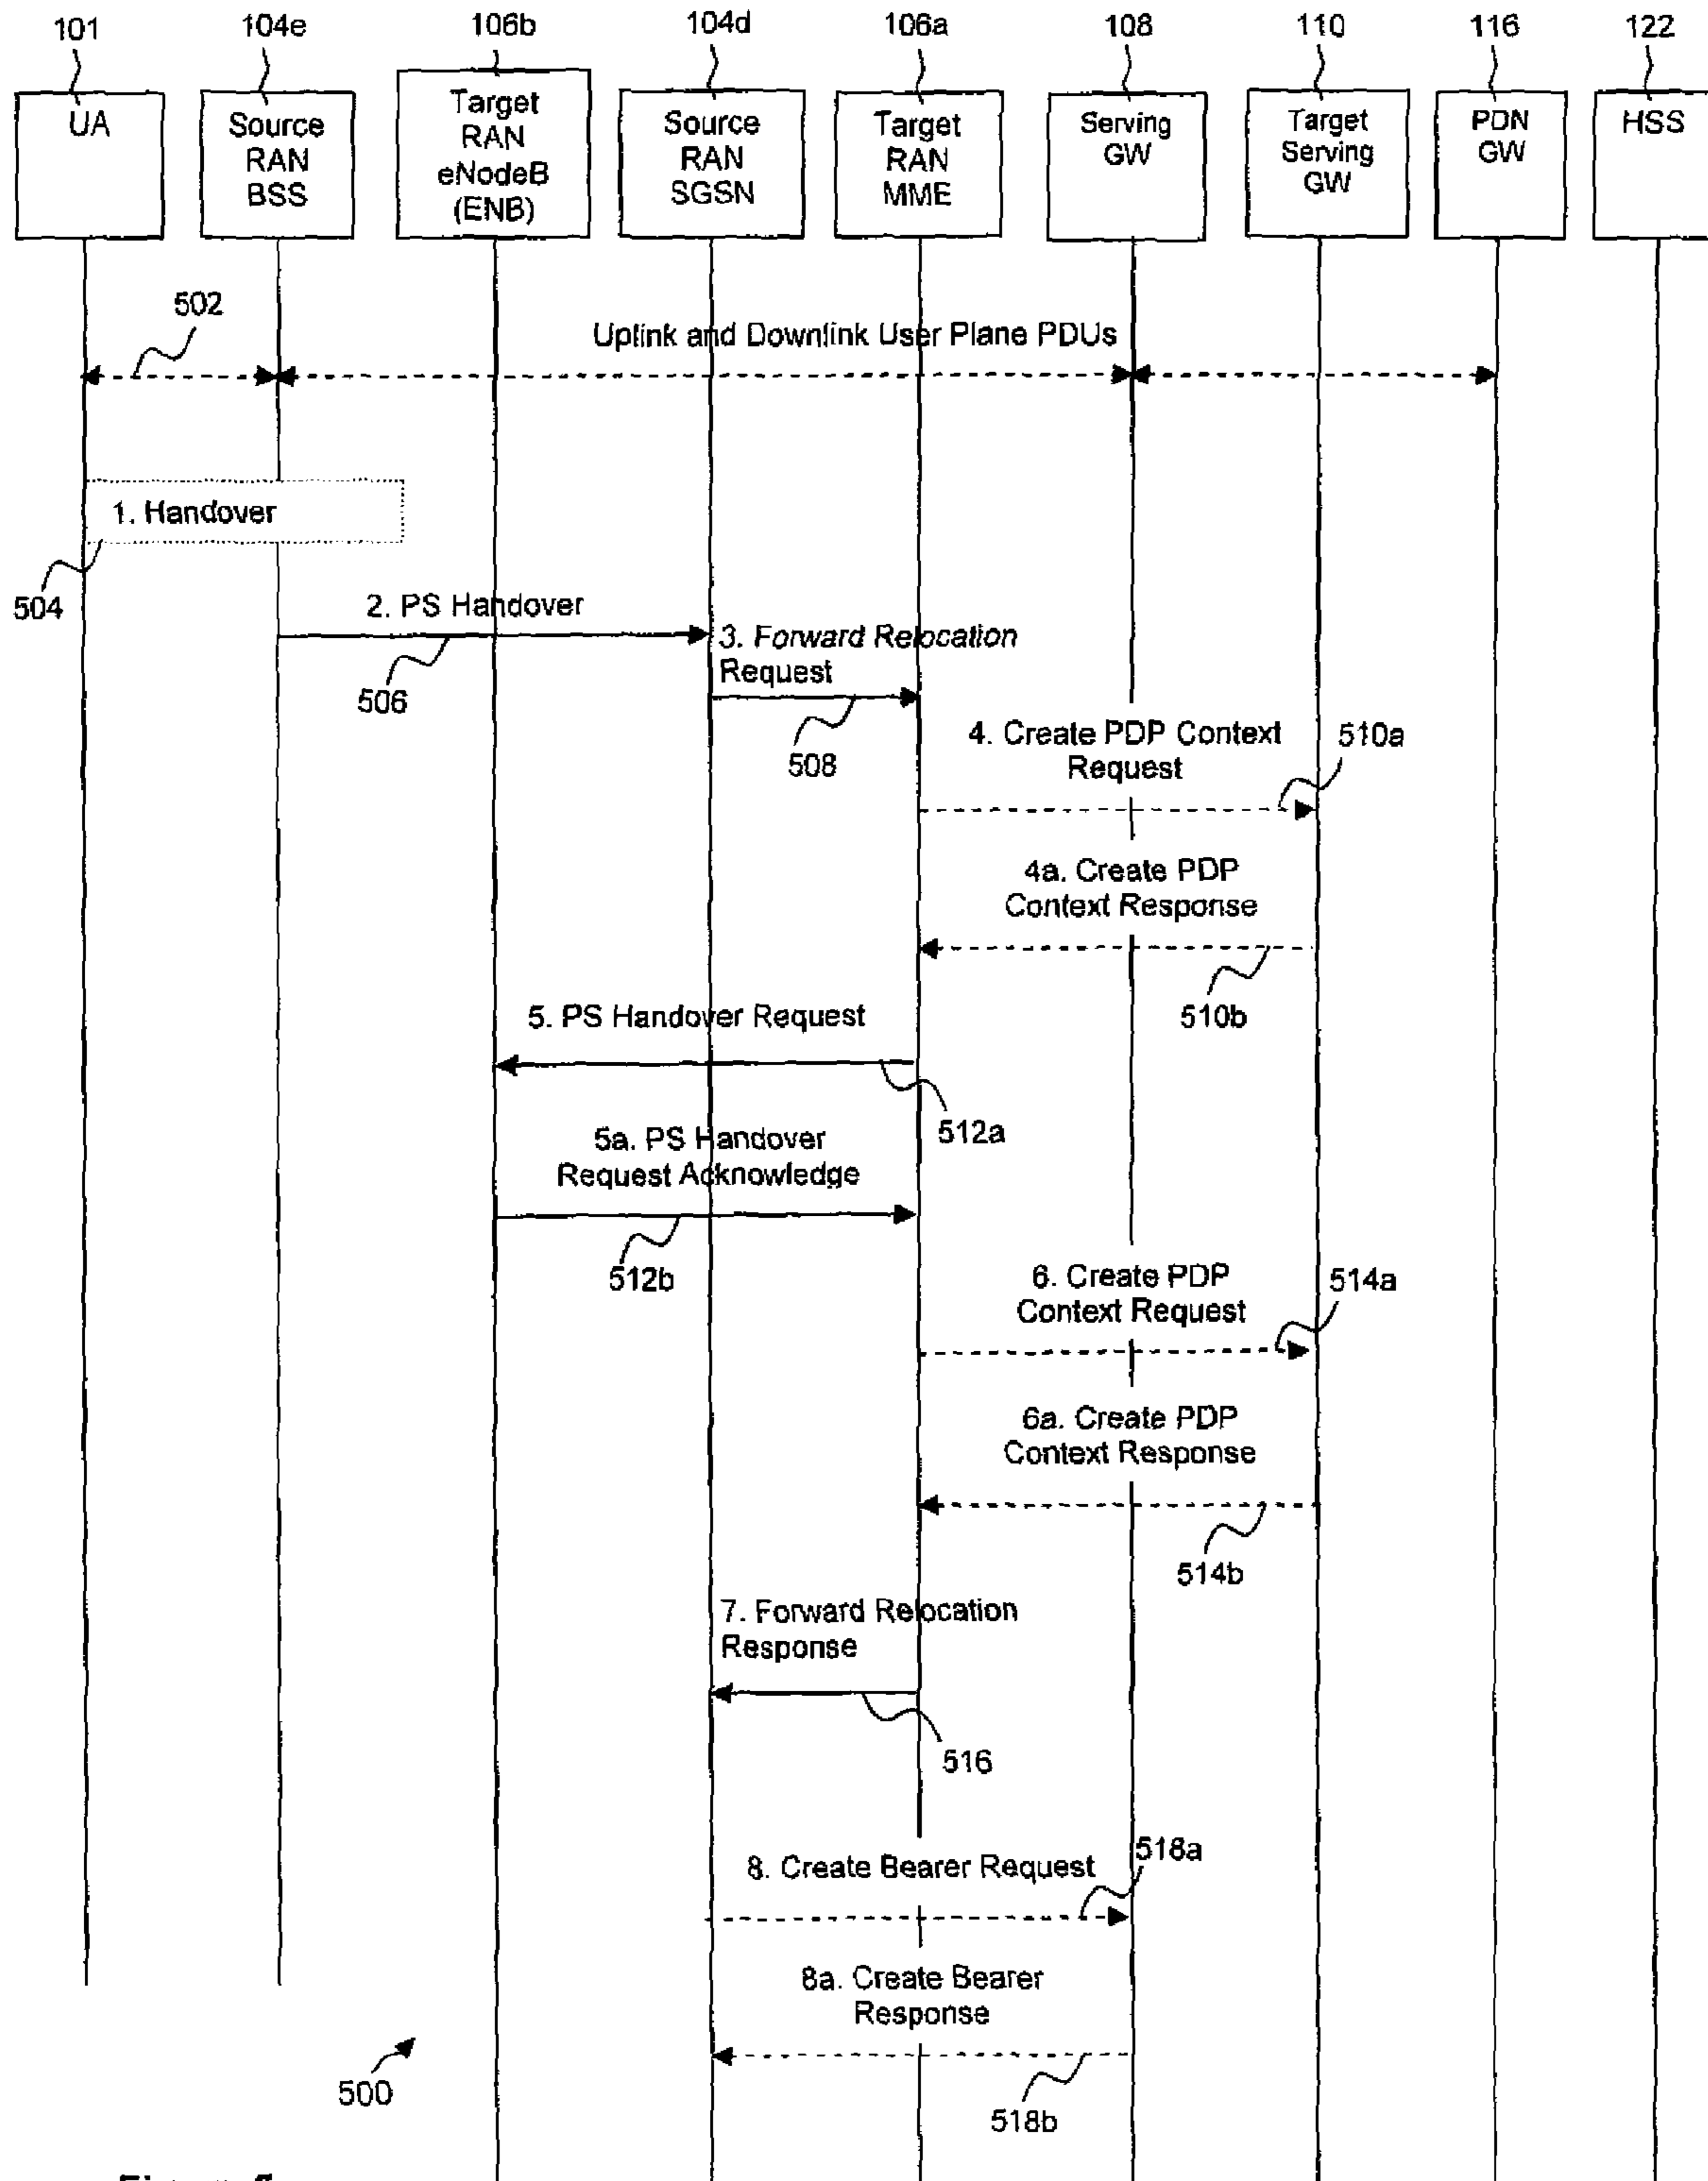 101 104e 106b 104d 106a 108 110 116 122
UA
Source
RAN
BSS
Target
RAN
eNodeB
(ENB)
Source
RAN
SGSN
Target
RAN
MME
Serving
GW
Target
Serving
GW
PDN
GW
HSS
502
Uplink and Downlink User Plane PDUs
1. Handover
504
2. PS Handover
506
3. Forward Relocation
Request
508
4. Create PDP Context
Request
510a
4a. Create PDP
Context Response
510b
5. PS Handover Request
512a
5a. PS Handover
Request Acknowledge
512b
6. Create PDP
Context Request
514a
6a. Create PDP
Context Response
514b
7. Forward Relocation
Response
516
8. Create Bearer Request
518a
8a. Create Bearer
Response
518b
500